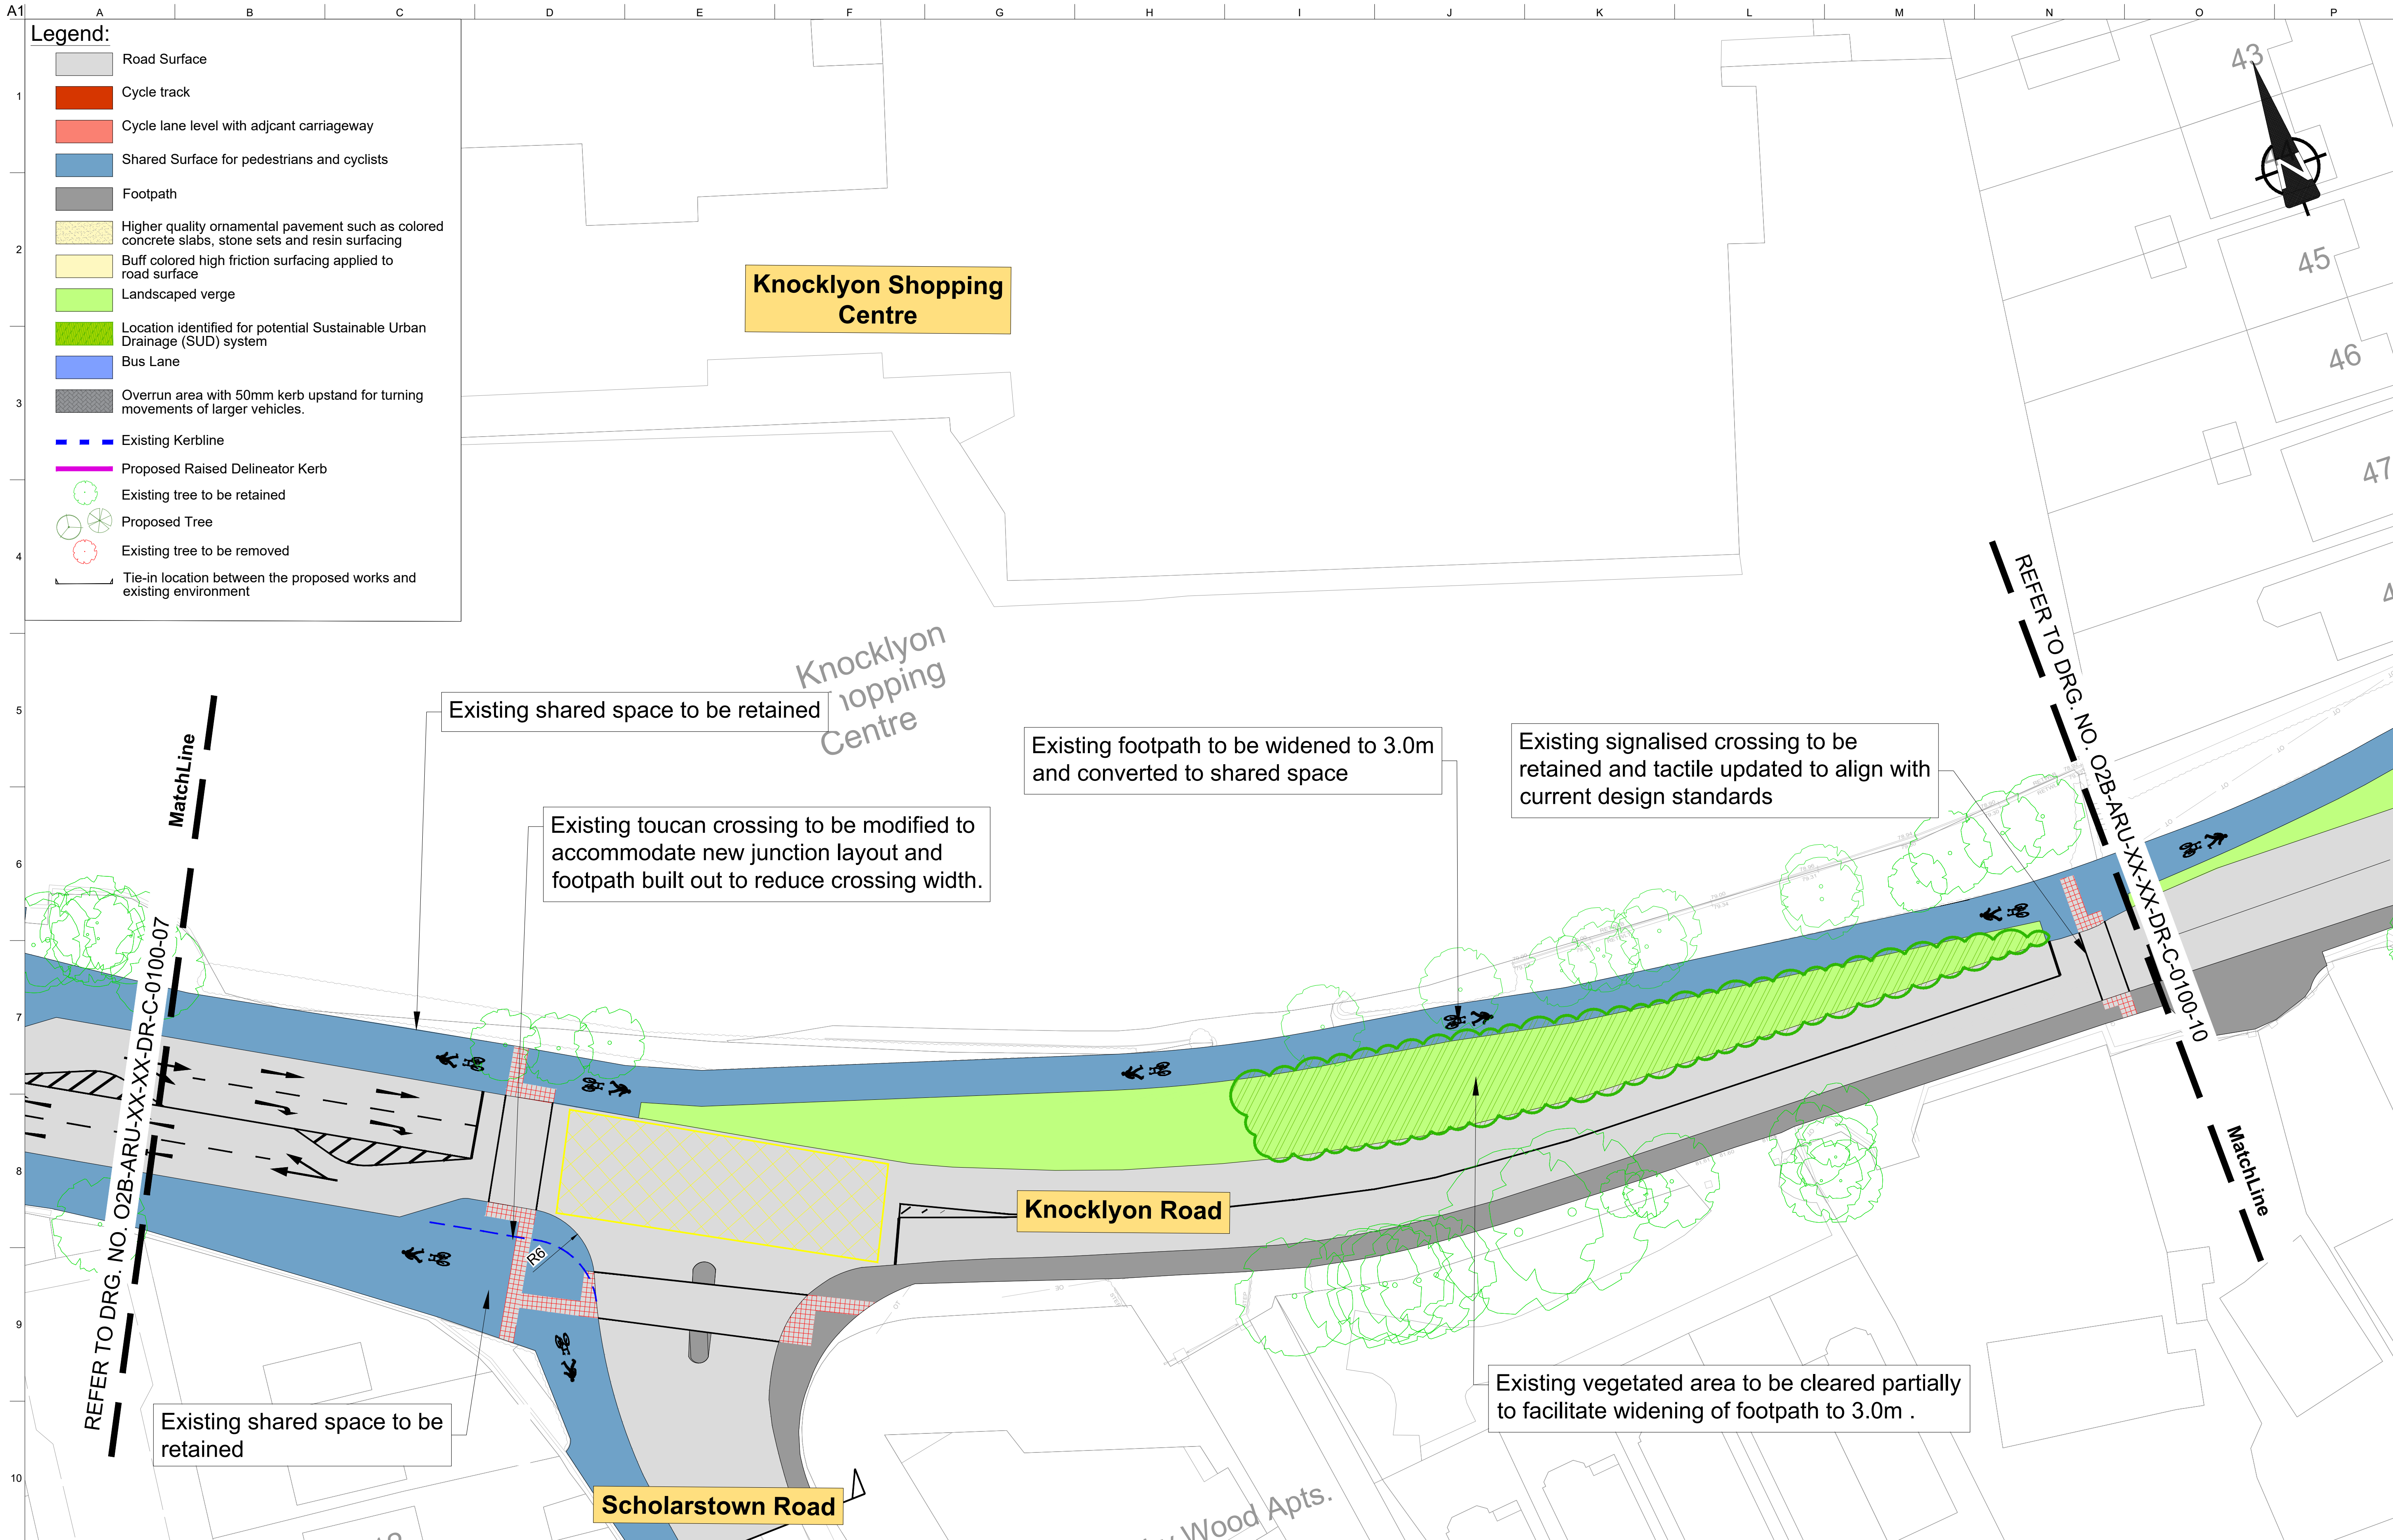 A1
A B C D E F G H I J K L M N O P
1
2
3
4
5
6
7
8
9
10
Legend:
Road Surface
Cycle track
Cycle lane level with adjcant carriageway
Shared Surface for pedestrians and cyclists
Footpath
Higher quality ornamental pavement such as colored
concrete slabs, stone sets and resin surfacing
Buff colored high friction surfacing applied to
road surface
Landscaped verge
Location identified for potential Sustainable Urban
Drainage (SUD) system
Bus Lane
Overrun area with 50mm kerb upstand for turning
movements of larger vehicles.
Existing Kerbline
Proposed Raised Delineator Kerb
Existing tree to be retained
Proposed Tree
Existing tree to be removed
Tie-in location between the proposed works and
existing environment
Knocklyon Shopping
Centre
43
N
45
46
47
Knocklyon
hopping
Centre
Existing shared space to be retained
Existing footpath to be widened to 3.0m
and converted to shared space
Existing signalised crossing to be
retained and tactile updated to align with
current design standards
Existing toucan crossing to be modified to
accommodate new junction layout and
footpath built out to reduce crossing width.
MatchLine
REFER TO DRG. NO. O2B-ARU-XX-XX-DR-C-0100-07
REFER TO DRG. NO. O2B-ARU-XX-XX-DR-C-0100-10
MatchLine
Knocklyon Road
R6
Existing shared space to be
retained
Existing vegetated area to be cleared partially
to facilitate widening of footpath to 3.0m .
Scholarstown Road
Wood Apts.